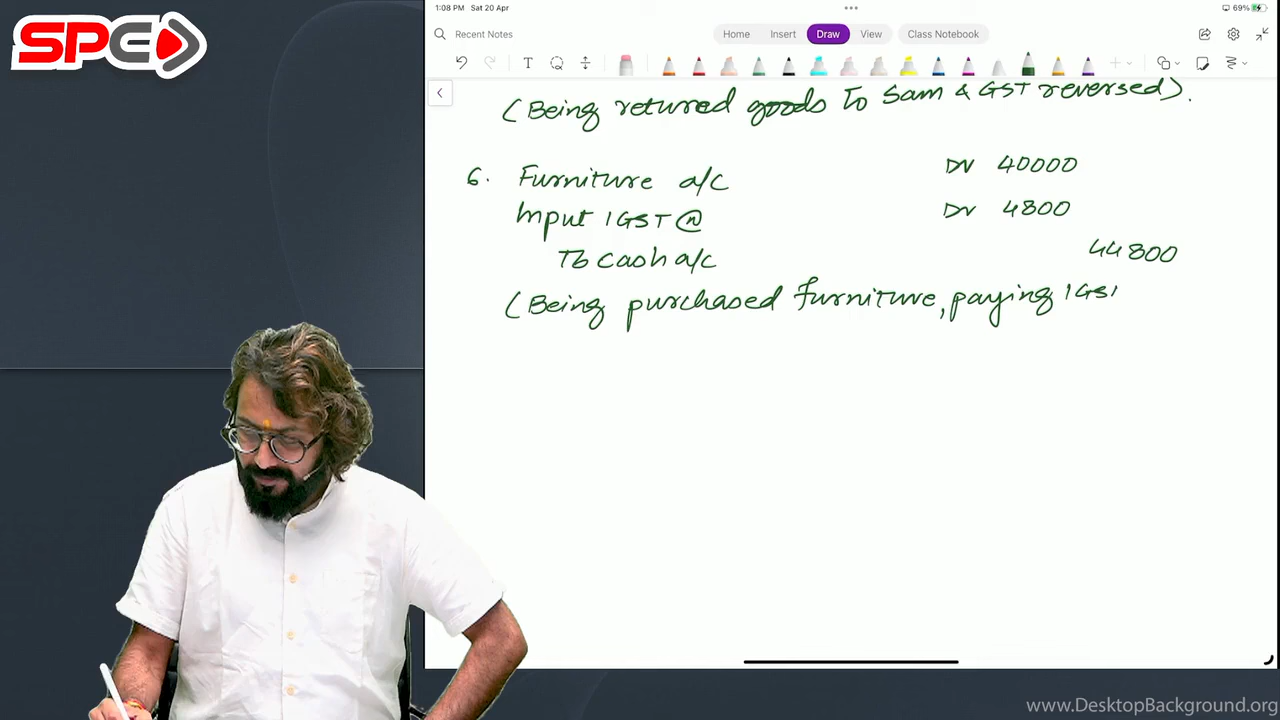 SPE
1:08 PM Sat 20 Apr
69%
Recent Notes
Home Insert Draw View Class Notebook
(Being retured goods To Sam & GST reversed).
6. Furniture a/c Dr 40000
Input IGST @ Dr 4800
To Cash a/c 44800
(Being purchased furniture, paying IGST
www.DesktopBackground.org